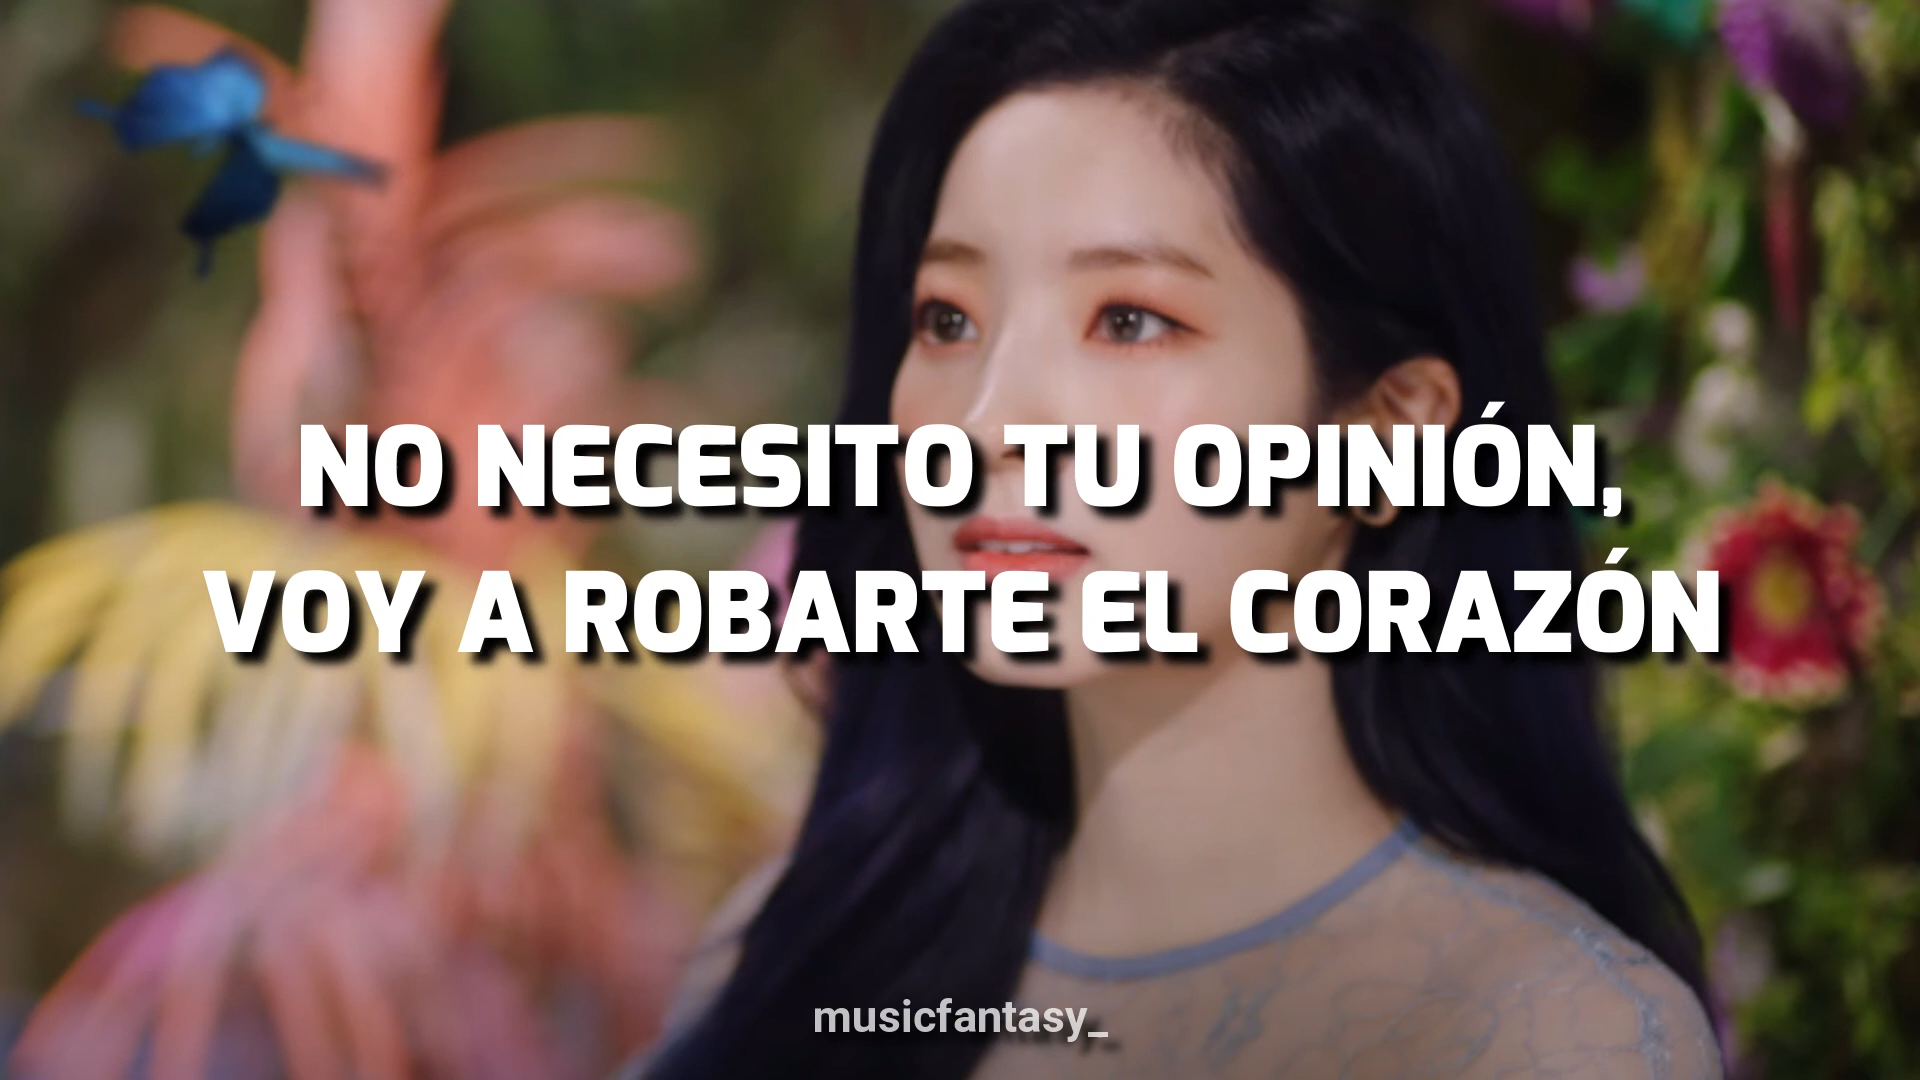 NO NECESITO TU OPINIÓN,
VOY A ROBARTE EL CORAZÓN
musicfantasy_